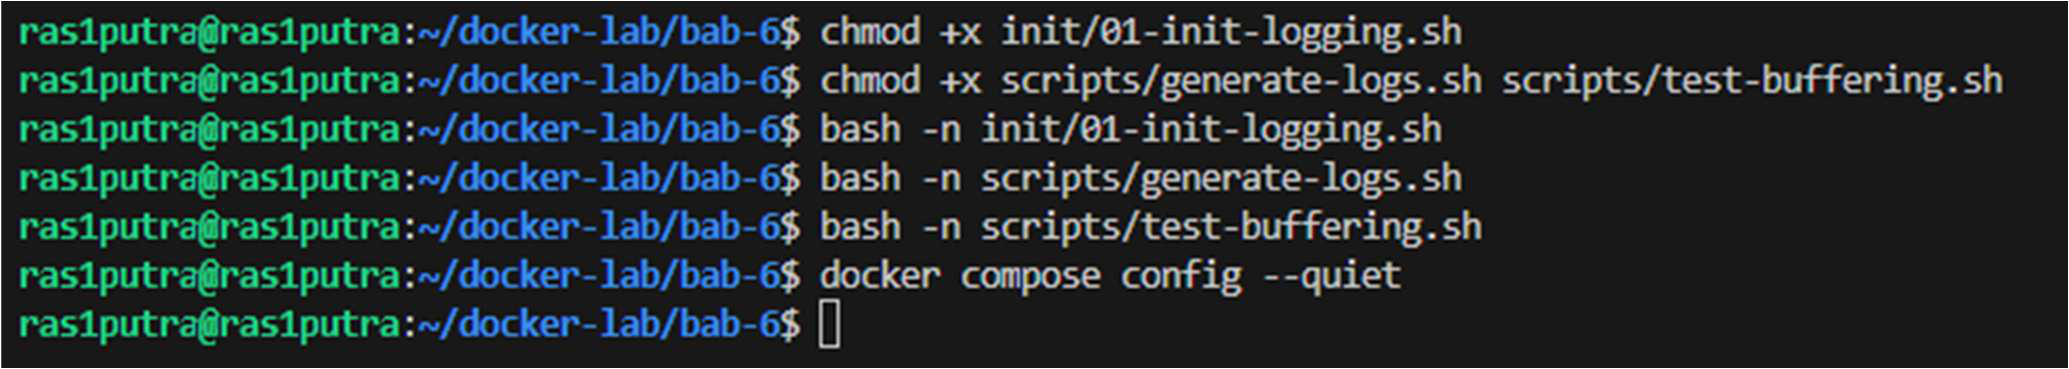 ras1putra@ras1putra:~/docker-lab/bab-6$ chmod +x init/01-init-logging.sh
ras1putra@ras1putra:~/docker-lab/bab-6$ chmod +x scripts/generate-logs.sh scripts/test-buffering.sh
ras1putra@ras1putra:~/docker-lab/bab-6$ bash -n init/01-init-logging.sh
ras1putra@ras1putra:~/docker-lab/bab-6$ bash -n scripts/generate-logs.sh
ras1putra@ras1putra:~/docker-lab/bab-6$ bash -n scripts/test-buffering.sh
ras1putra@ras1putra:~/docker-lab/bab-6$ docker compose config --quiet
ras1putra@ras1putra:~/docker-lab/bab-6$